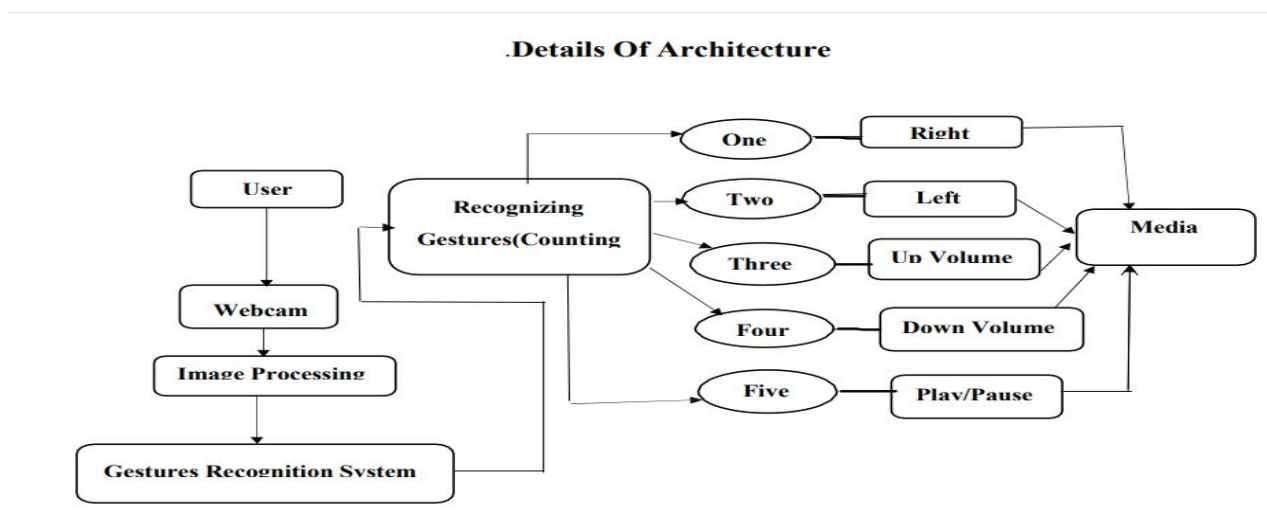 .Details Of Architecture
One
Right
User
Recognizing
Gestures(Counting
Two
Left
Media
Three
Up Volume
Webcam
Four
Down Volume
Image Processing
Five
Play/Pause
Gestures Recognition System